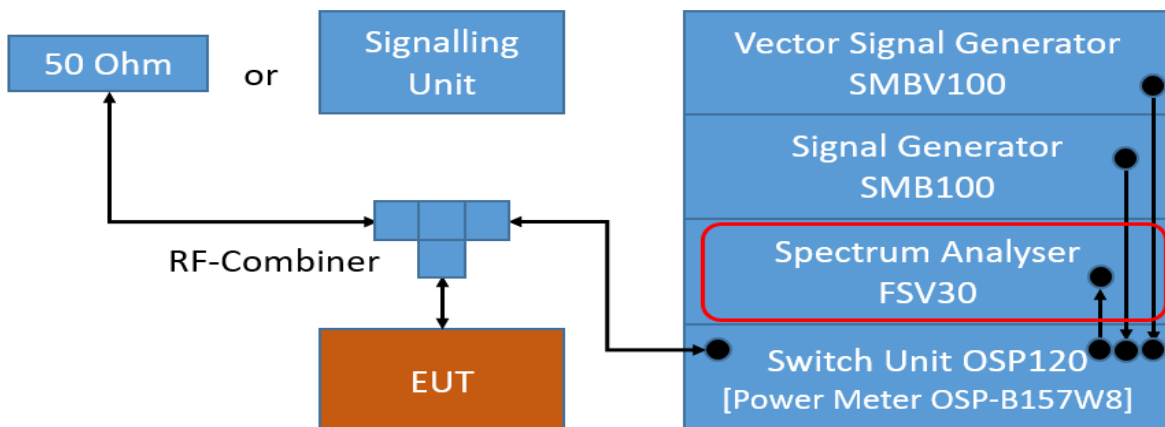 50 Ohm
or
Signalling
Unit
RF-Combiner
EUT
Vector Signal Generator
SMBV100
Signal Generator
SMB100
Spectrum Analyser
FSV30
Switch Unit OSP120
[Power Meter OSP-B157W8]